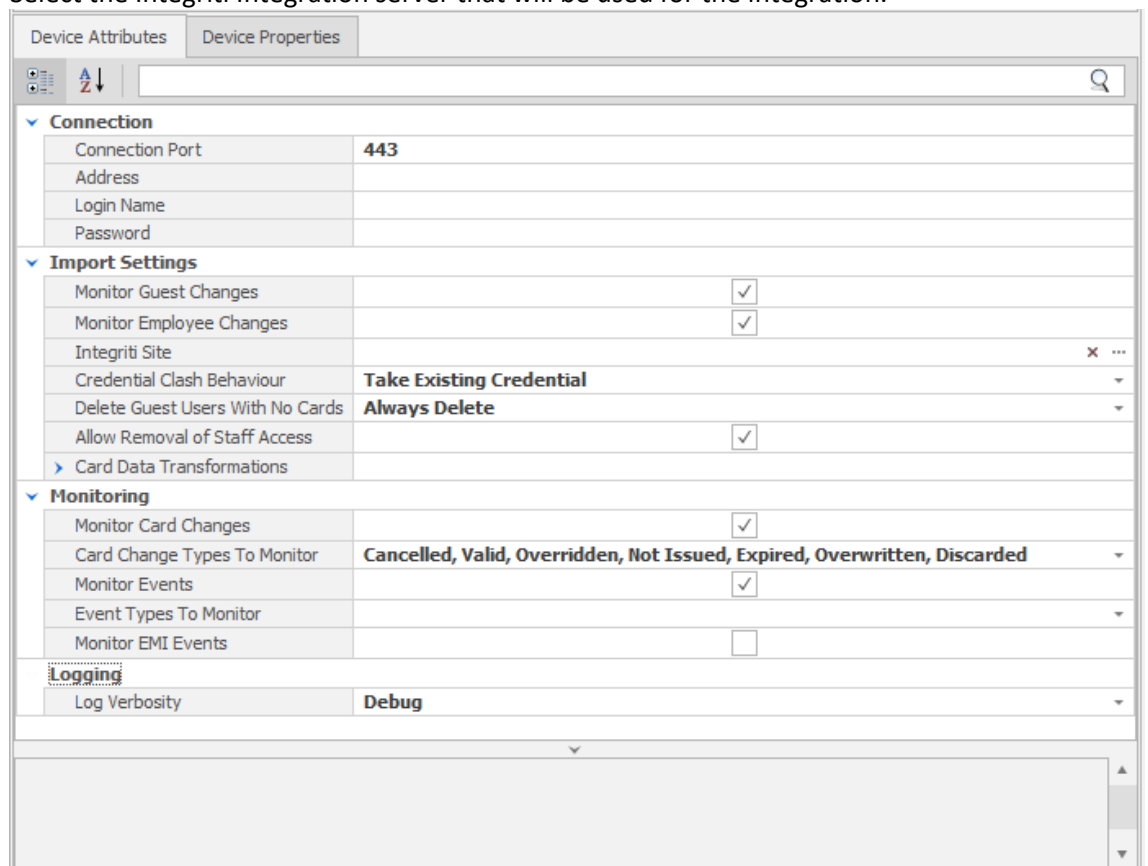 Select the Integriti Integration server that will be used for the integration.
Device Attributes Device Properties
Connection
Connection Port 443
Address
Login Name
Password
Import Settings
Monitor Guest Changes
Monitor Employee Changes
Integriti Site
Credential Clash Behaviour Take Existing Credential
Delete Guest Users With No Cards Always Delete
Allow Removal of Staff Access
Card Data Transformations
Monitoring
Monitor Card Changes
Card Change Types To Monitor Cancelled, Valid, Overridden, Not Issued, Expired, Overwritten, Discarded
Monitor Events
Event Types To Monitor
Monitor EMI Events
Logging
Log Verbosity Debug